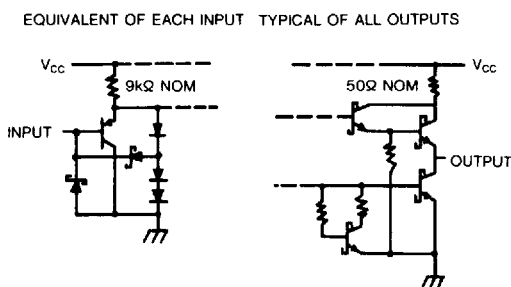 EQUIVALENT OF EACH INPUT TYPICAL OF ALL OUTPUTS
VCC
9kΩ NOM
INPUT
50Ω NOM
VCC
OUTPUT